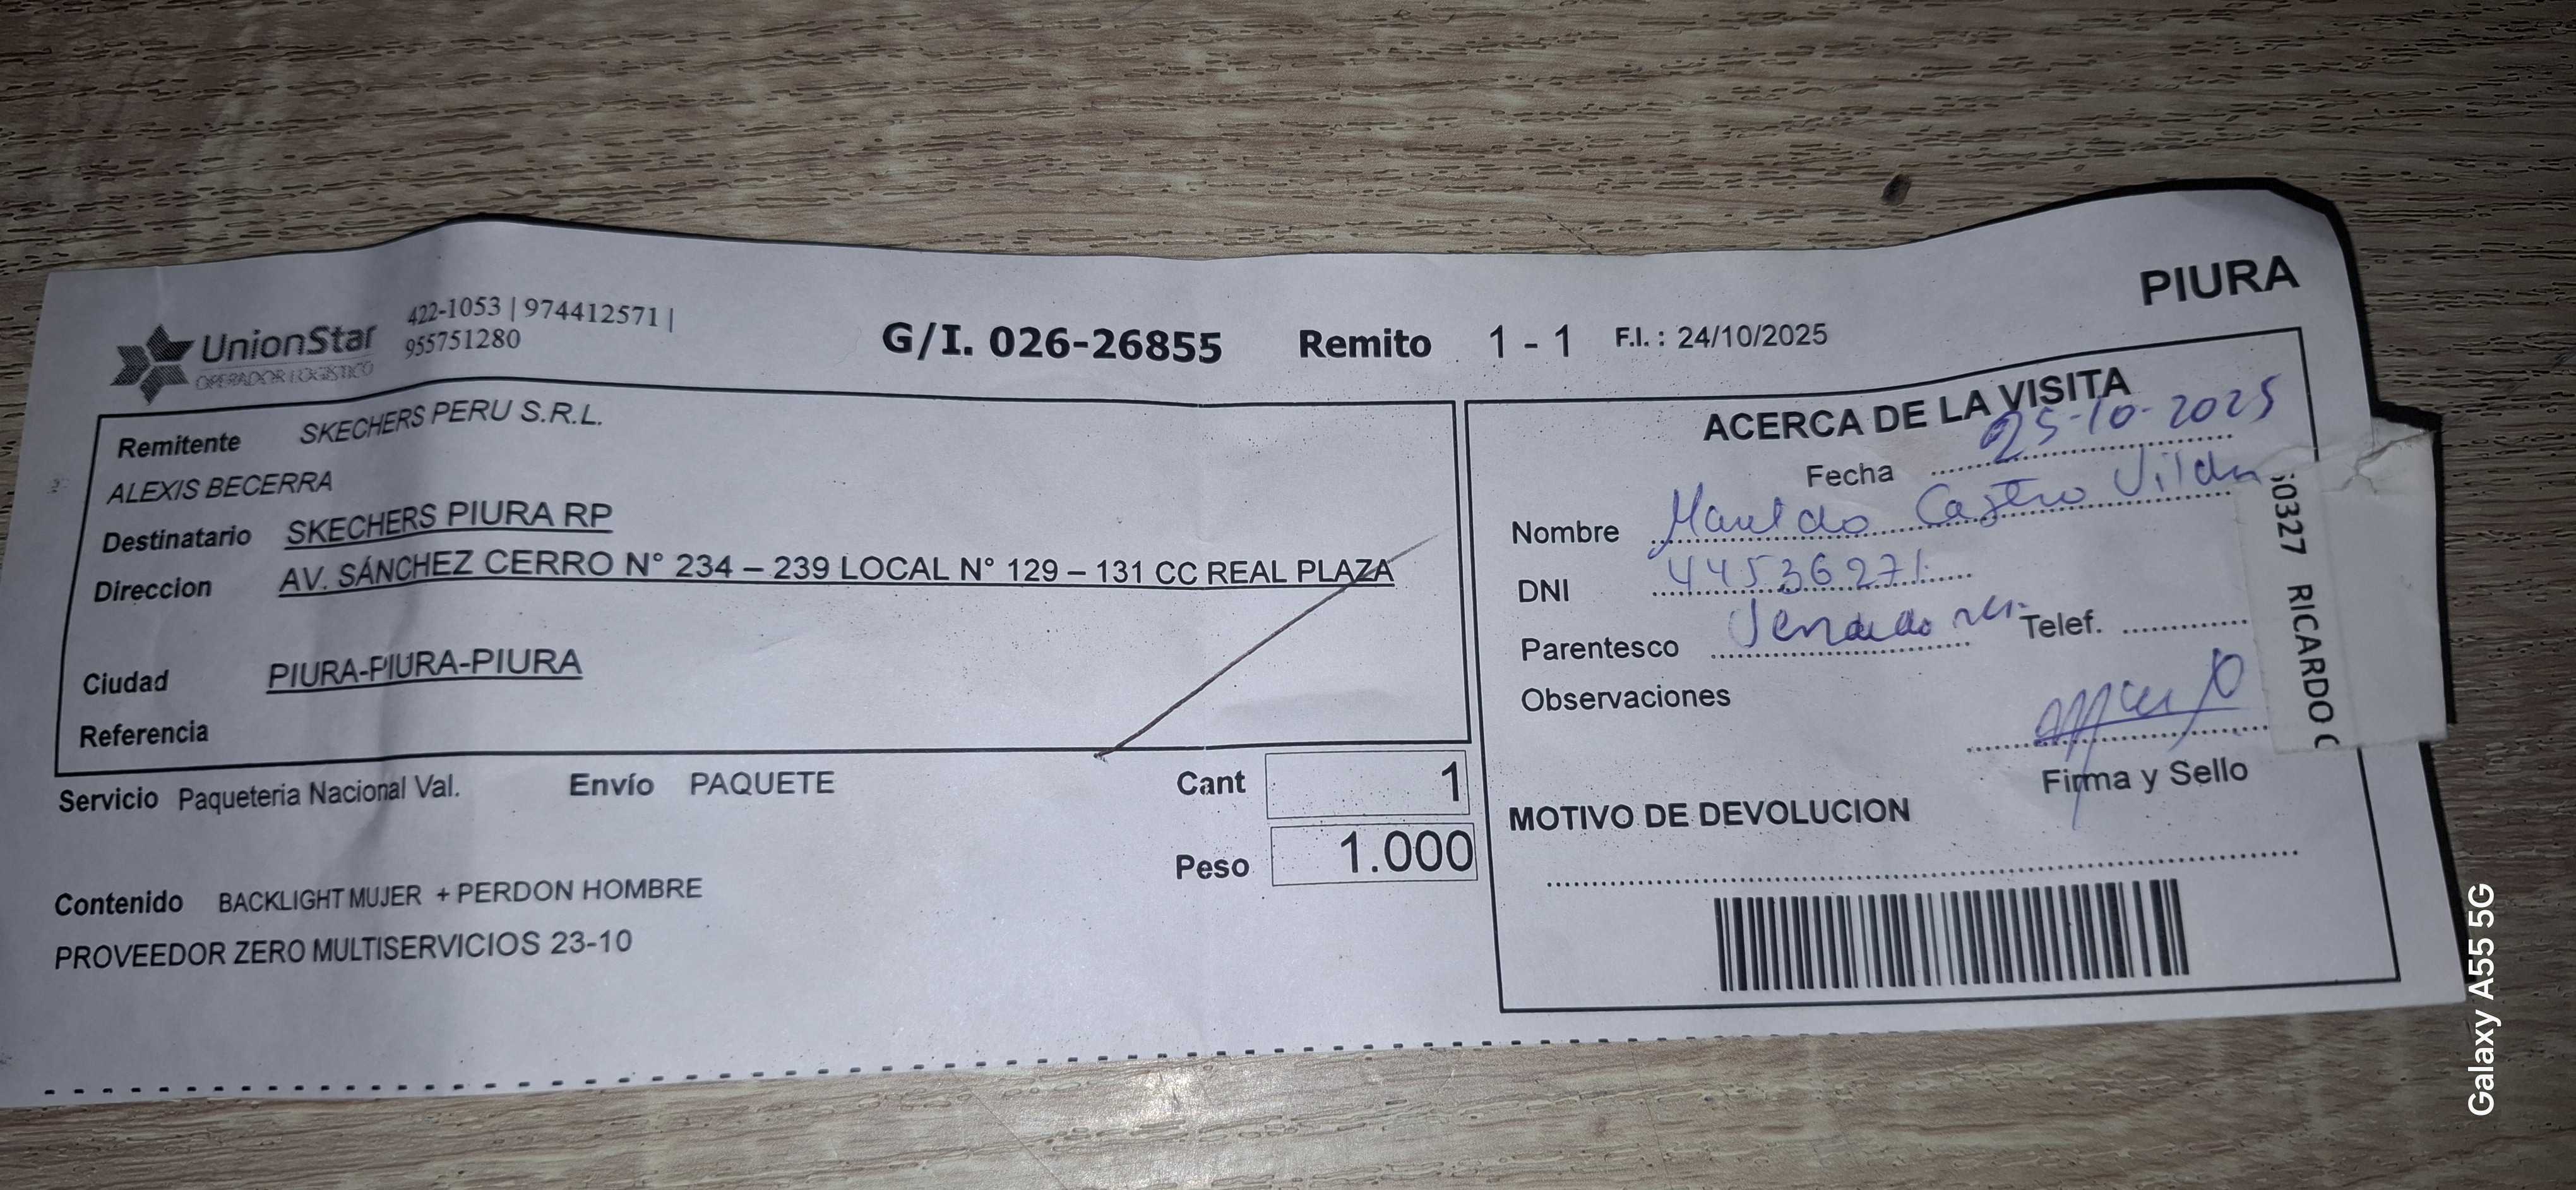 UnionStar
OPERADOR LOGISTICO
422-1053 | 974412571 |
955751280
G/I. 026-26855 Remito 1 - 1 F.I. : 24/10/2025
PIURA
Remitente SKECHERS PERU S.R.L.
ALEXIS BECERRA
Destinatario SKECHERS PIURA RP
Direccion AV. SÁNCHEZ CERRO N° 234 – 239 LOCAL N° 129 – 131 CC REAL PLAZA
Ciudad PIURA-PIURA-PIURA
Referencia
Servicio Paqueteria Nacional Val. Envío PAQUETE
Cant 1
Peso 1.000
Contenido BACKLIGHT MUJER + PERDON HOMBRE
PROVEEDOR ZERO MULTISERVICIOS 23-10
ACERCA DE LA VISITA
Fecha 25-10-2025
Nombre Castro
DNI 44536271
Parentesco
Telef.
Observaciones
Firma y Sello
MOTIVO DE DEVOLUCION
60327 RICARDO C
Galaxy A55 5G